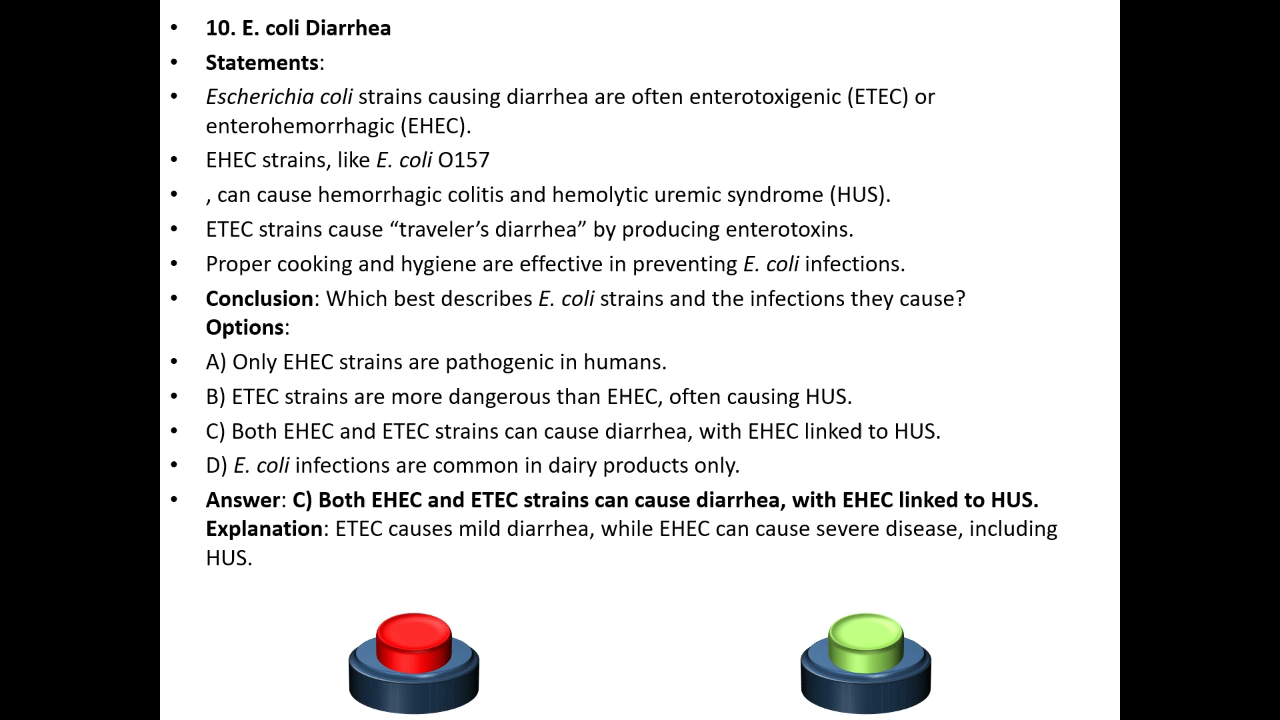 • 10. E. coli Diarrhea
• Statements:
• Escherichia coli strains causing diarrhea are often enterotoxigenic (ETEC) or
enterohemorrhagic (EHEC).
• EHEC strains, like E. coli O157
• , can cause hemorrhagic colitis and hemolytic uremic syndrome (HUS).
• ETEC strains cause “traveler’s diarrhea” by producing enterotoxins.
• Proper cooking and hygiene are effective in preventing E. coli infections.
• Conclusion: Which best describes E. coli strains and the infections they cause?
Options:
• A) Only EHEC strains are pathogenic in humans.
• B) ETEC strains are more dangerous than EHEC, often causing HUS.
• C) Both EHEC and ETEC strains can cause diarrhea, with EHEC linked to HUS.
• D) E. coli infections are common in dairy products only.
• Answer: C) Both EHEC and ETEC strains can cause diarrhea, with EHEC linked to HUS.
Explanation: ETEC causes mild diarrhea, while EHEC can cause severe disease, including
HUS.